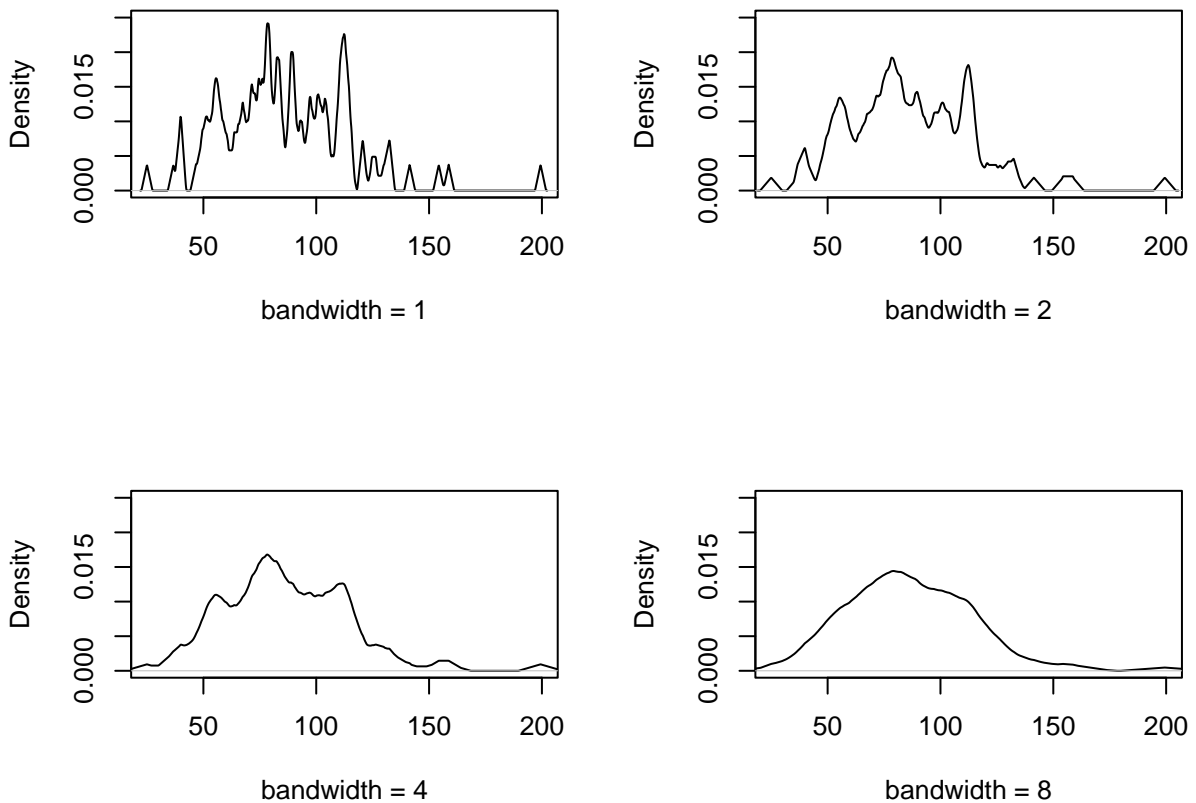 Density
0.000 0.015
50 100 150 200
bandwidth = 1
Density
0.000 0.015
50 100 150 200
bandwidth = 2
Density
0.000 0.015
50 100 150 200
bandwidth = 4
Density
0.000 0.015
50 100 150 200
bandwidth = 8